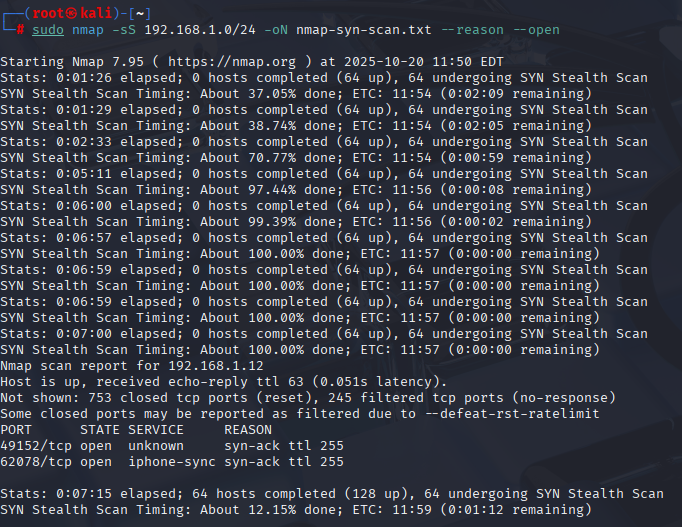 ┌──(root㉿kali)-[~]
└─# sudo nmap -sS 192.168.1.0/24 -oN nmap-syn-scan.txt --reason --open
Starting Nmap 7.95 ( https://nmap.org ) at 2025-10-20 11:50 EDT
Stats: 0:01:26 elapsed; 0 hosts completed (64 up), 64 undergoing SYN Stealth Scan
SYN Stealth Scan Timing: About 37.05% done; ETC: 11:54 (0:02:09 remaining)
Stats: 0:01:29 elapsed; 0 hosts completed (64 up), 64 undergoing SYN Stealth Scan
SYN Stealth Scan Timing: About 38.74% done; ETC: 11:54 (0:02:05 remaining)
Stats: 0:02:33 elapsed; 0 hosts completed (64 up), 64 undergoing SYN Stealth Scan
SYN Stealth Scan Timing: About 70.77% done; ETC: 11:54 (0:00:59 remaining)
Stats: 0:05:11 elapsed; 0 hosts completed (64 up), 64 undergoing SYN Stealth Scan
SYN Stealth Scan Timing: About 97.44% done; ETC: 11:56 (0:00:08 remaining)
Stats: 0:06:00 elapsed; 0 hosts completed (64 up), 64 undergoing SYN Stealth Scan
SYN Stealth Scan Timing: About 99.39% done; ETC: 11:56 (0:00:02 remaining)
Stats: 0:06:57 elapsed; 0 hosts completed (64 up), 64 undergoing SYN Stealth Scan
SYN Stealth Scan Timing: About 100.00% done; ETC: 11:57 (0:00:00 remaining)
Stats: 0:06:59 elapsed; 0 hosts completed (64 up), 64 undergoing SYN Stealth Scan
SYN Stealth Scan Timing: About 100.00% done; ETC: 11:57 (0:00:00 remaining)
Stats: 0:06:59 elapsed; 0 hosts completed (64 up), 64 undergoing SYN Stealth Scan
SYN Stealth Scan Timing: About 100.00% done; ETC: 11:57 (0:00:00 remaining)
Stats: 0:07:00 elapsed; 0 hosts completed (64 up), 64 undergoing SYN Stealth Scan
SYN Stealth Scan Timing: About 100.00% done; ETC: 11:57 (0:00:00 remaining)
Nmap scan report for 192.168.1.12
Host is up, received echo-reply ttl 63 (0.051s latency).
Not shown: 753 closed tcp ports (reset), 245 filtered tcp ports (no-response)
Some closed ports may be reported as filtered due to --defeat-rst-ratelimit
PORT      STATE SERVICE     REASON
49152/tcp open  unknown     syn-ack ttl 255
62078/tcp open  iphone-sync syn-ack ttl 255
Stats: 0:07:15 elapsed; 64 hosts completed (128 up), 64 undergoing SYN Stealth Scan
SYN Stealth Scan Timing: About 12.15% done; ETC: 11:59 (0:01:12 remaining)